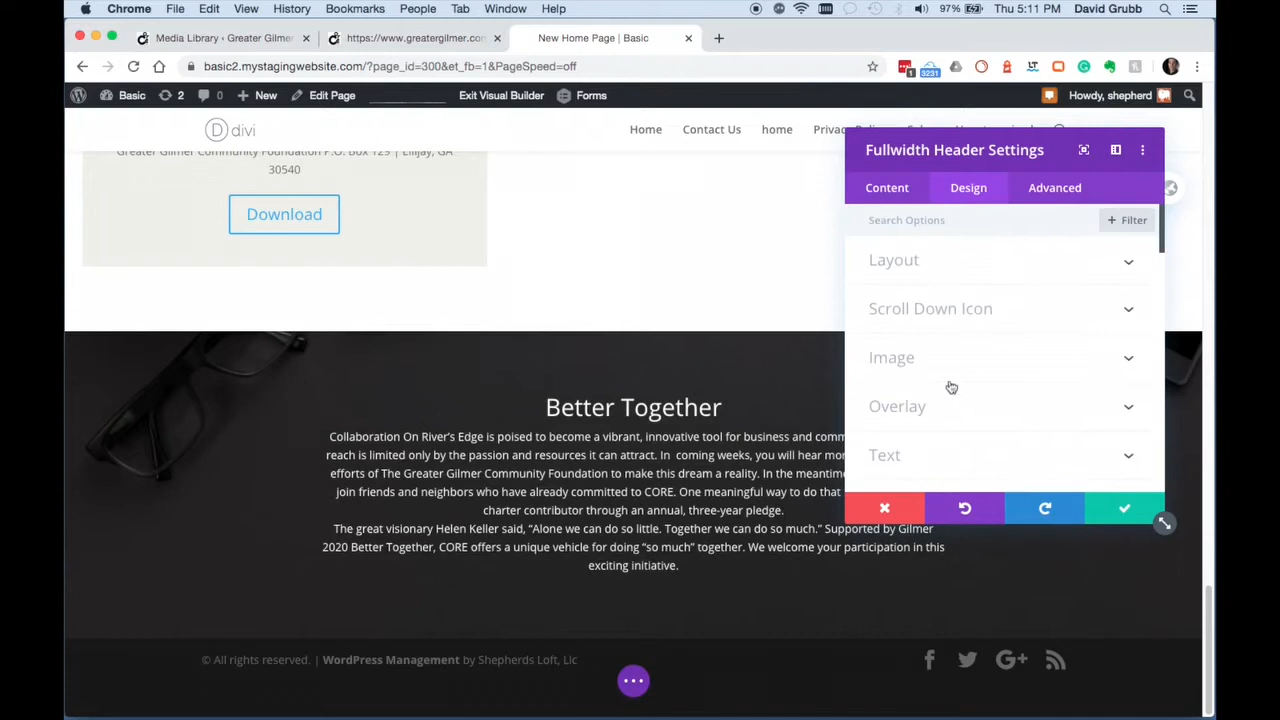 Chrome File Edit View History Bookmarks People Tab Window Help 97% Thu 5:11 PM David Grubb
Media Library ‹ Greater Gilmer × https://www.greatergilmer.con × New Home Page | Basic × +
basic2.mystagingwebsite.com/?page_id=300&et_fb=1&PageSpeed=off 1 3231
Basic 2 0 + New Edit Page Exit Visual Builder Forms Howdy, shepherd
D divi Home Contact Us home
Greater Gilmer Community Foundation P.O. Box 129 | Ellijay, GA
30540
Download
Fullwidth Header Settings
Content Design Advanced
Search Options + Filter
Layout
Scroll Down Icon
Image
Overlay
Text
Better Together
Collaboration On River's Edge is poised to become a vibrant, innovative tool for business and
reach is limited only by the passion and resources it can attract. In coming weeks, you will hear
efforts of The Greater Gilmer Community Foundation to make this dream a reality. In the meantim
join friends and neighbors who have already committed to CORE. One meaningful way to do that
charter contributor through an annual, three-year pledge.
The great visionary Helen Keller said, “Alone we can do so little. Together we can do so much.” Supported by Gilmer
2020 Better Together, CORE offers a unique vehicle for doing “so much” together. We welcome your participation in this
exciting initiative.
© All rights reserved. | WordPress Management by Shepherds Loft, Llc